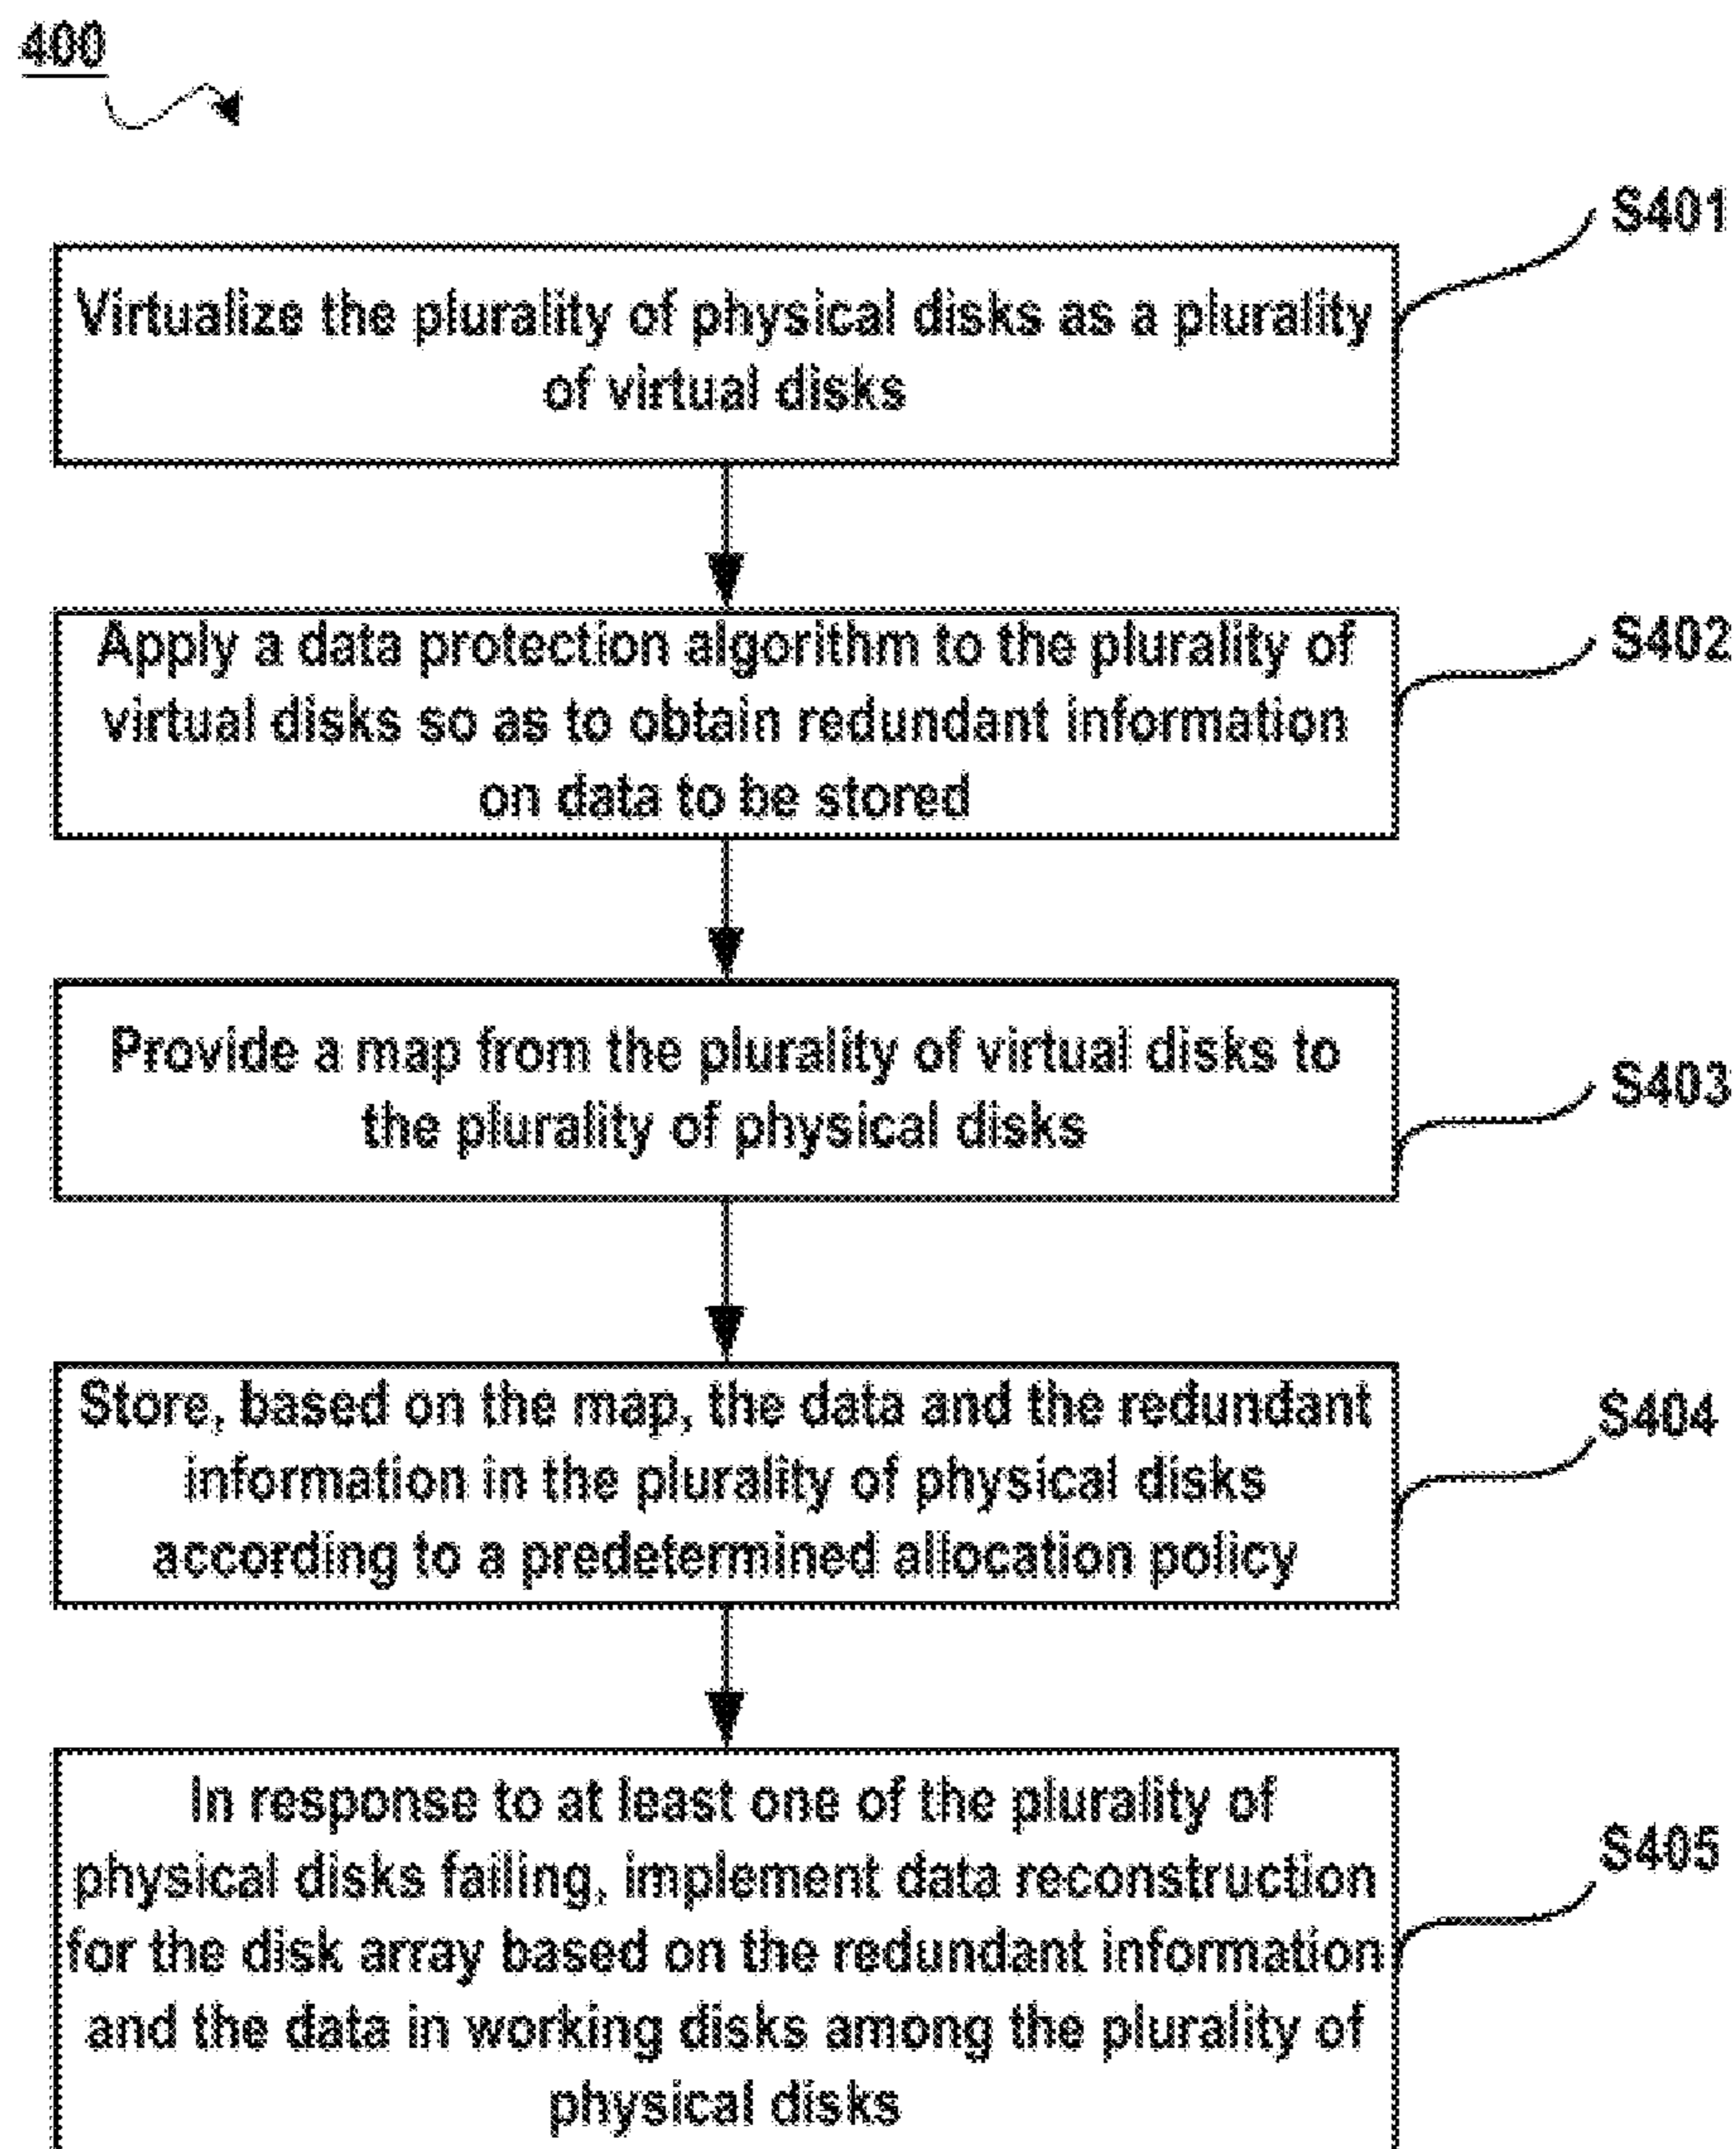 400
S401
Virtualize the plurality of physical disks as a plurality
of virtual disks
S402
Apply a data protection algorithm to the plurality of
virtual disks so as to obtain redundant information
on data to be stored
S403
Provide a map from the plurality of virtual disks to
the plurality of physical disks
S404
Store, based on the map, the data and the redundant
information in the plurality of physical disks
according to a predetermined allocation policy
S405
In response to at least one of the plurality of
physical disks failing, implement data reconstruction
for the disk array based on the redundant information
and the data in working disks among the plurality of
physical disks